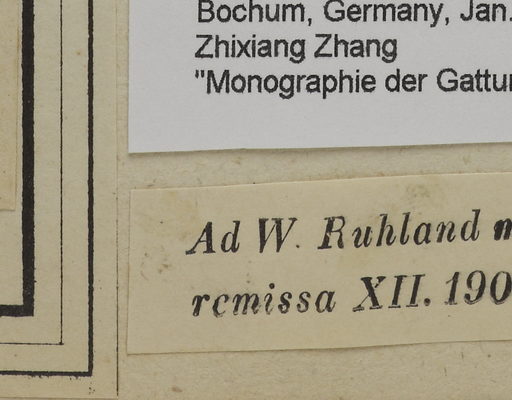 Bochum, Germany, Jan.
Zhixiang Zhang
"Monographie der Gattu
Ad W. Ruhland
remissa XII. 190